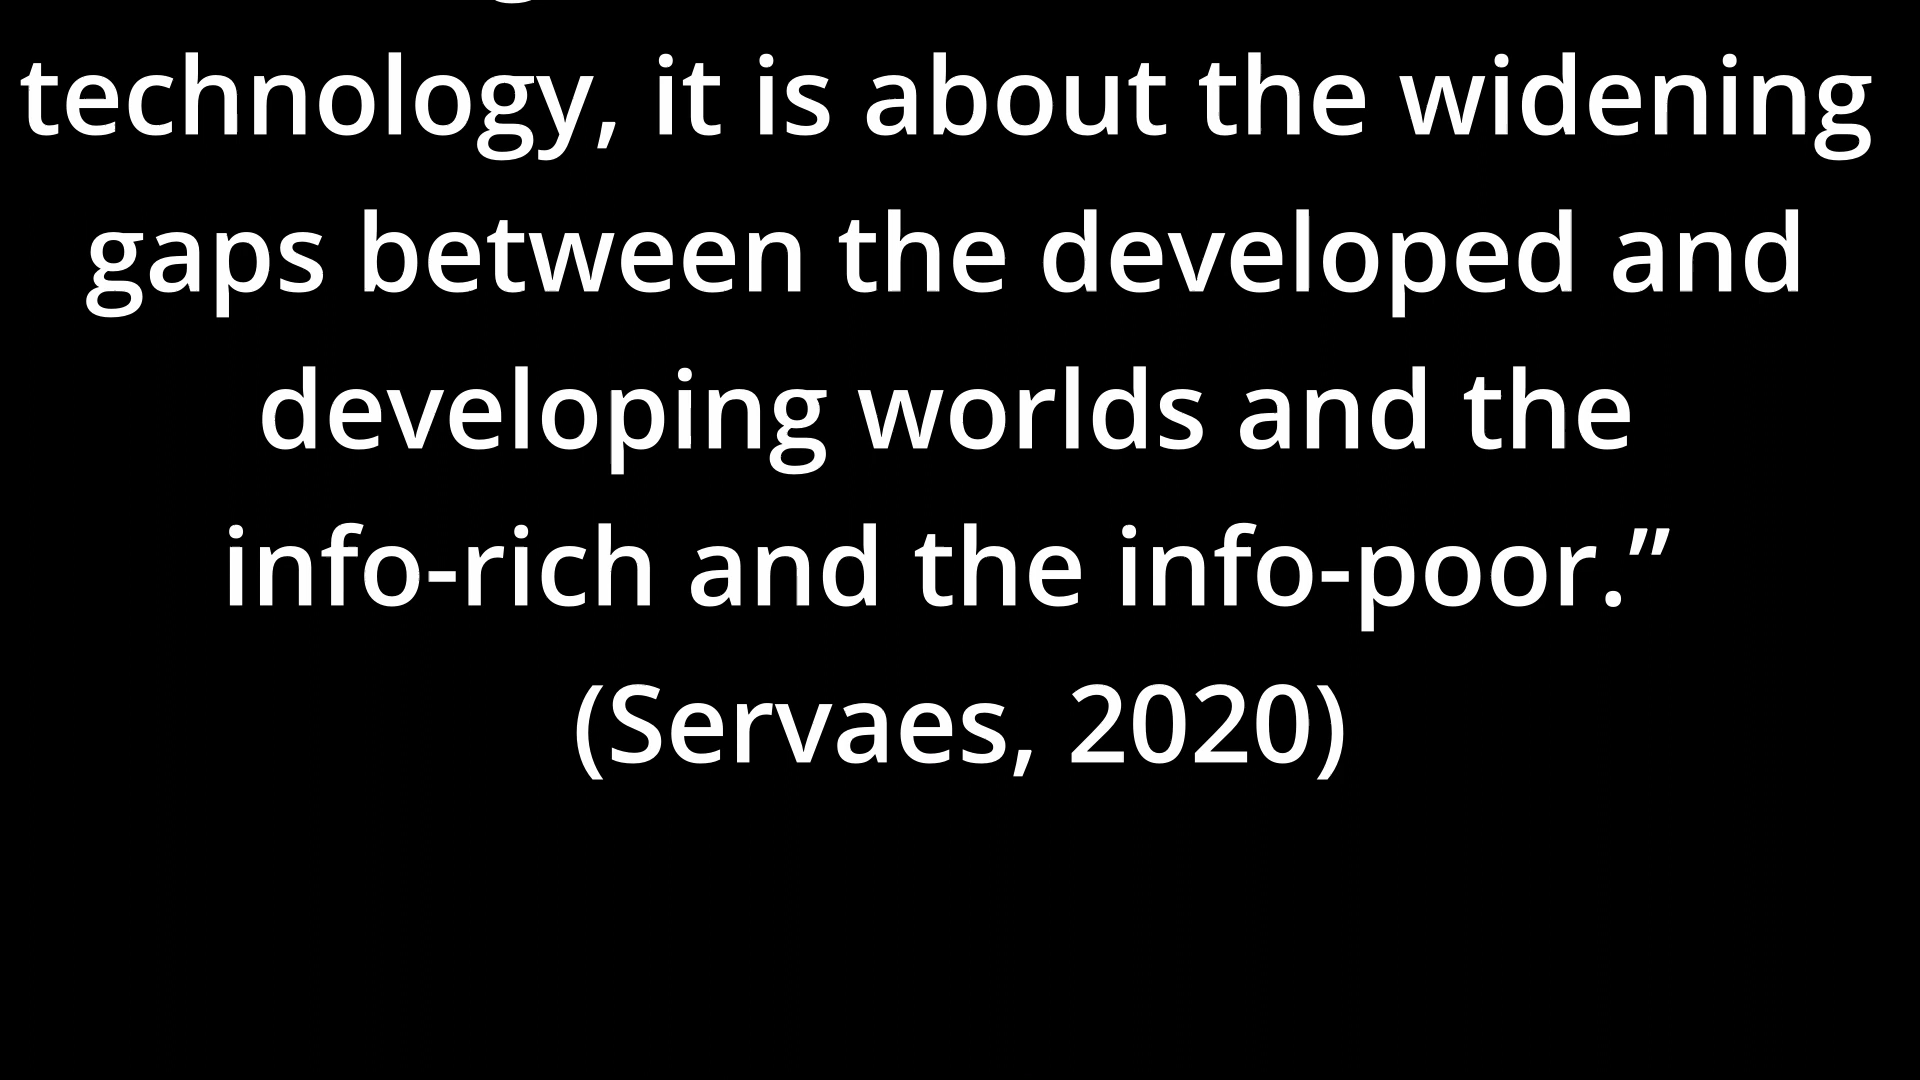 technology, it is about the widening
gaps between the developed and
developing worlds and the
info-rich and the info-poor.”
(Servaes, 2020)